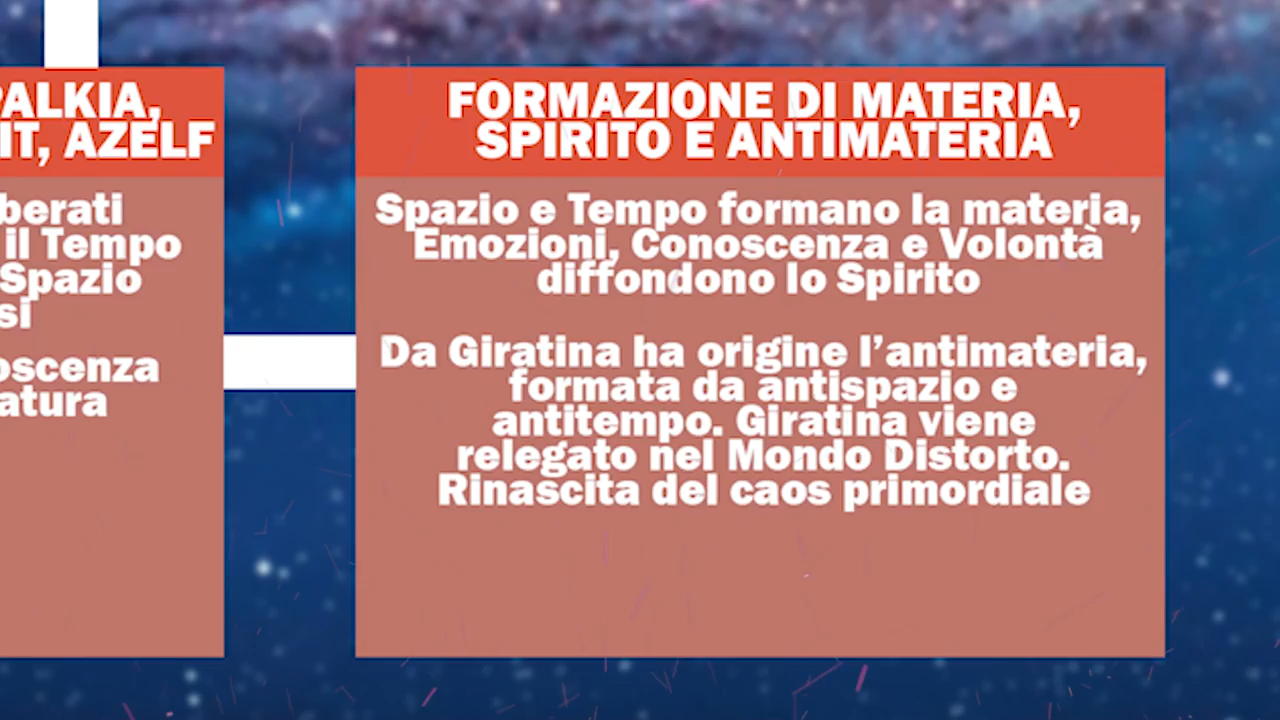 PALKIA,
IT, AZELF
berati
il Tempo
Spazio
si
oscenza
atura
FORMAZIONE DI MATERIA,
SPIRITO E ANTIMATERIA
Spazio e Tempo formano la materia,
Emozioni, Conoscenza e Volontà
diffondono lo Spirito
Da Giratina ha origine l’antimateria,
formata da antispazio e
antitempo. Giratina viene
relegato nel Mondo Distorto.
Rinascita del caos primordiale